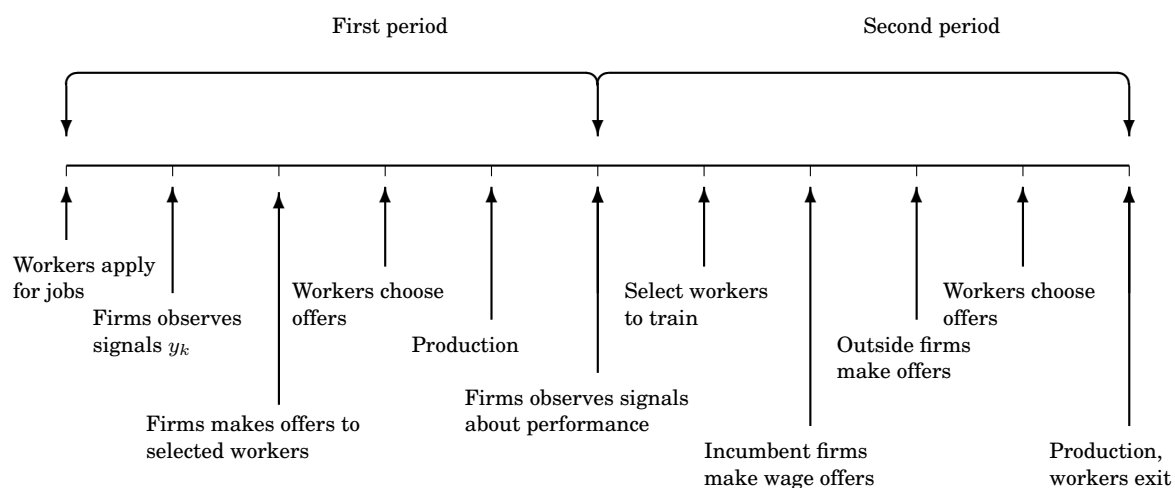 First period
Second period
Workers apply
for jobs
Firms observes
signals yₖ
Firms makes offers to
selected workers
Workers choose
offers
Production
Firms observes signals
about performance
Select workers
to train
Incumbent firms
make wage offers
Outside firms
make offers
Workers choose
offers
Production,
workers exit